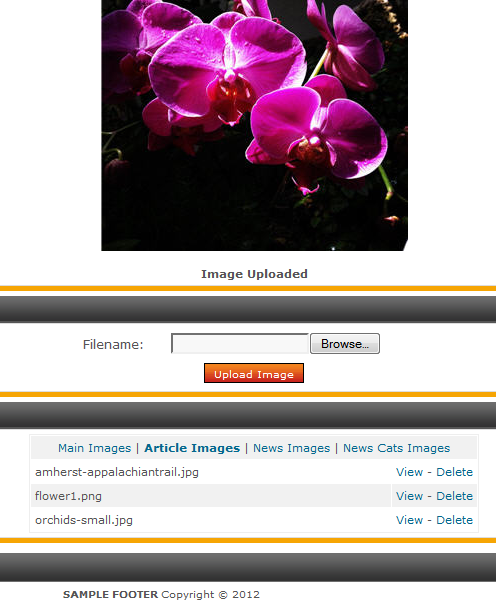 Image Uploaded
Filename: Browse...
Upload Image
Main Images | Article Images | News Images | News Cats Images
amherst-appalachiantrail.jpg View - Delete
flower1.png View - Delete
orchids-small.jpg View - Delete
SAMPLE FOOTER Copyright © 2012